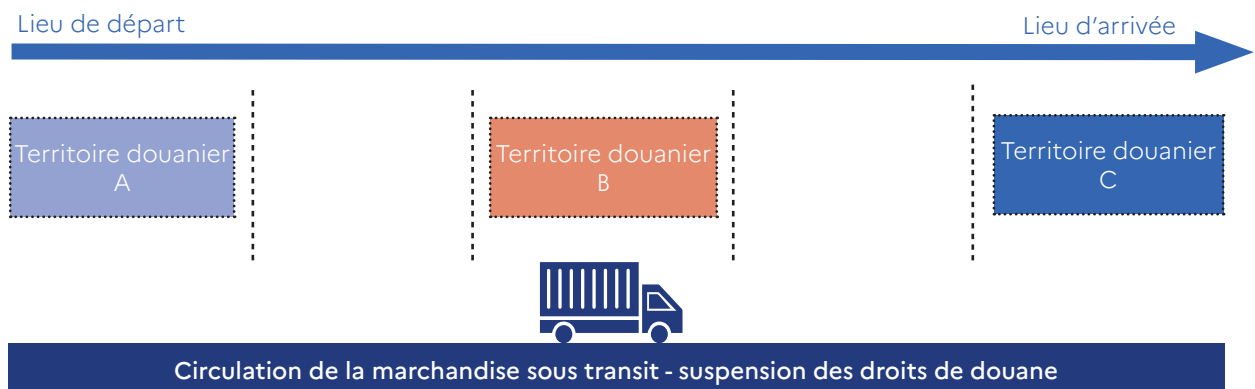 Lieu de départ
Lieu d'arrivée
Territoire douanier
A
Territoire douanier
B
Territoire douanier
C
Circulation de la marchandise sous transit - suspension des droits de douane